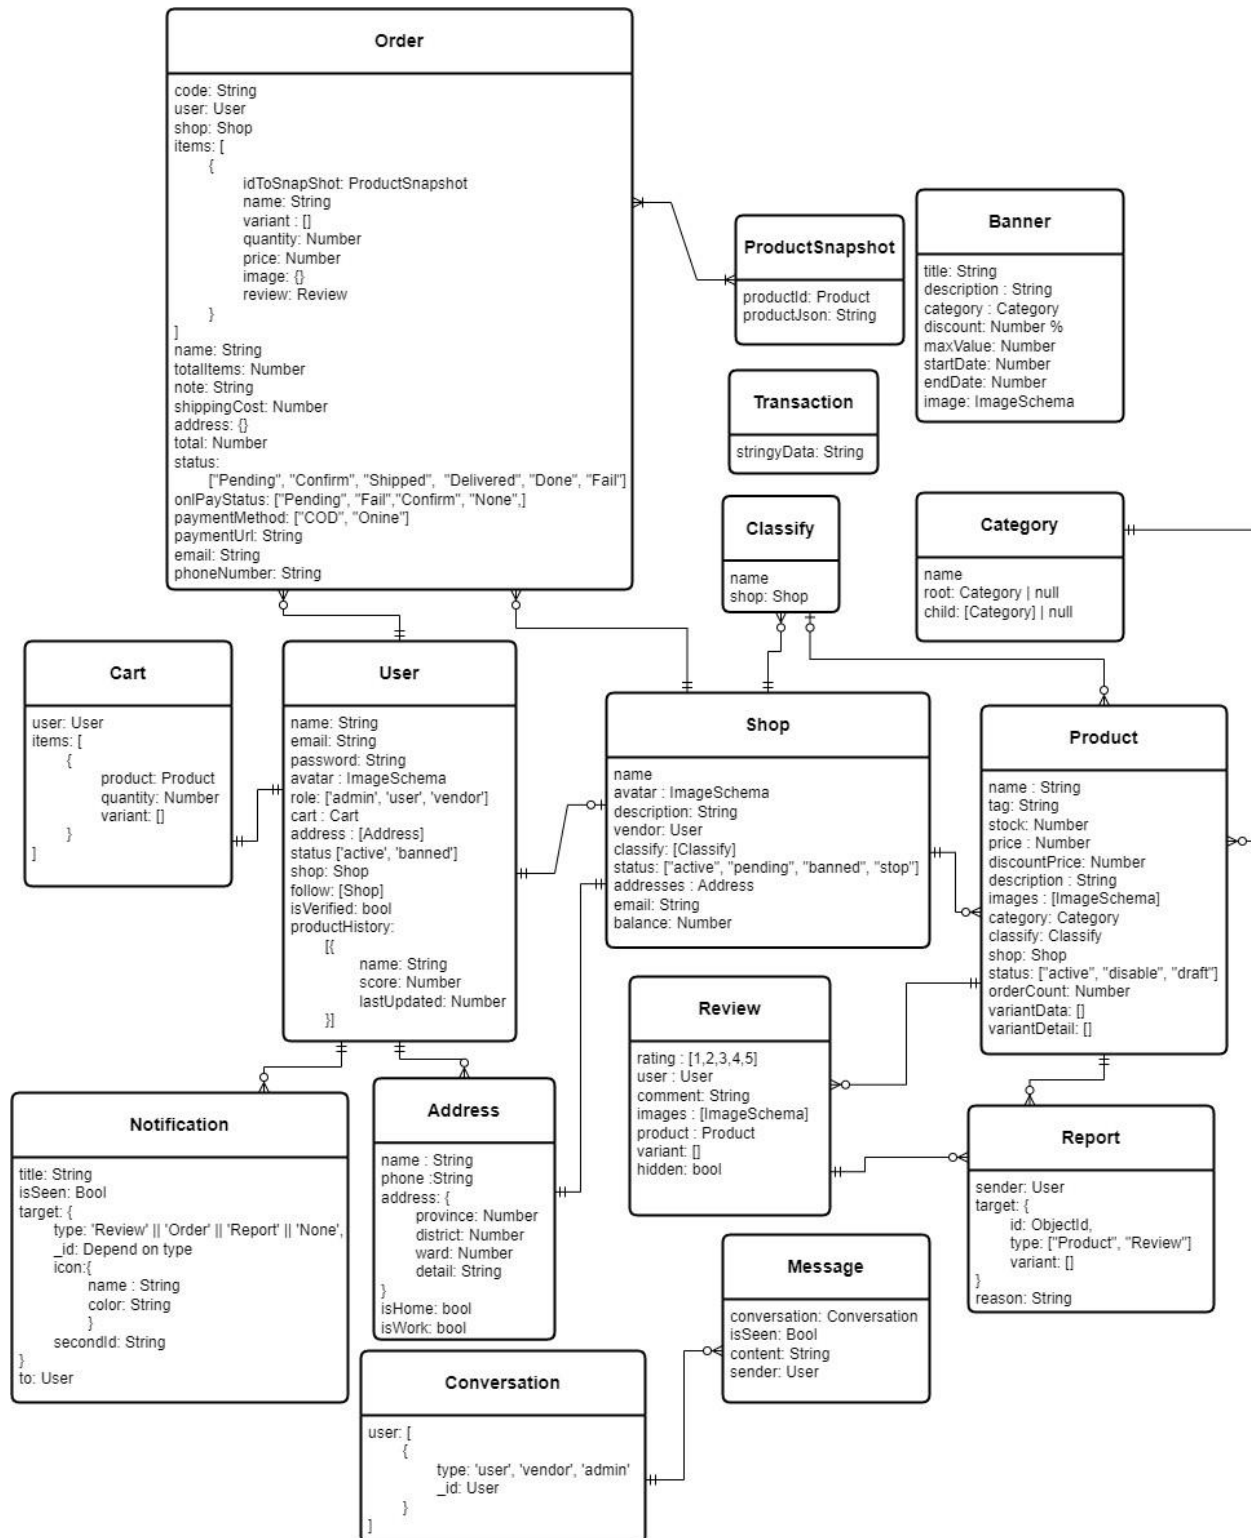 Order
code: String
user: User
shop: Shop
items: [
{
idToSnapShot: ProductSnapshot
name: String
variant : []
quantity: Number
price: Number
image: {}
review: Review
}
]
name: String
totalItems: Number
note: String
shippingCost: Number
address: {}
total: Number
status:
["Pending", "Confirm", "Shipped", "Delivered", "Done", "Fail"]
onlPayStatus: ["Pending", "Fail","Confirm", "None",]
paymentMethod: ["COD", "Onine"]
paymentUrl: String
email: String
phoneNumber: String
ProductSnapshot
productId: Product
productJson: String
Banner
title: String
description : String
category : Category
discount: Number %
maxValue: Number
startDate: Number
endDate: Number
image: ImageSchema
Transaction
stringyData: String
Classify
name
shop: Shop
Category
name
root: Category | null
child: [Category] | null
Cart
user: User
items: [
{
product: Product
quantity: Number
variant: []
}
]
User
name: String
email: String
password: String
avatar : ImageSchema
role: ['admin', 'user', 'vendor']
cart : Cart
address : [Address]
status ['active', 'banned']
shop: Shop
follow: [Shop]
isVerified: bool
productHistory:
[{
name: String
score: Number
lastUpdated: Number
}]
Shop
name
avatar : ImageSchema
description: String
vendor: User
classify: [Classify]
status: ["active", "pending", "banned", "stop"]
addresses : Address
email: String
balance: Number
Product
name : String
tag: String
stock: Number
price : Number
discountPrice: Number
description : String
images : [ImageSchema]
category: Category
classify: Classify
shop: Shop
status: ["active", "disable", "draft"]
orderCount: Number
variantData: []
variantDetail: []
Review
rating : [1,2,3,4,5]
user : User
comment: String
images : [ImageSchema]
product : Product
variant: []
hidden: bool
Notification
title: String
isSeen: Bool
target: {
type: 'Review' || 'Order' || 'Report' || 'None',
_id: Depend on type
icon:{
name : String
color: String
}
secondId: String
}
to: User
Address
name : String
phone :String
address: {
province: Number
district: Number
ward: Number
detail: String
}
isHome: bool
isWork: bool
Report
sender: User
target: {
id: ObjectId,
type: ["Product", "Review"]
variant: []
}
reason: String
Message
conversation: Conversation
isSeen: Bool
content: String
sender: User
Conversation
user: [
{
type: 'user', 'vendor', 'admin'
_id: User
}
]